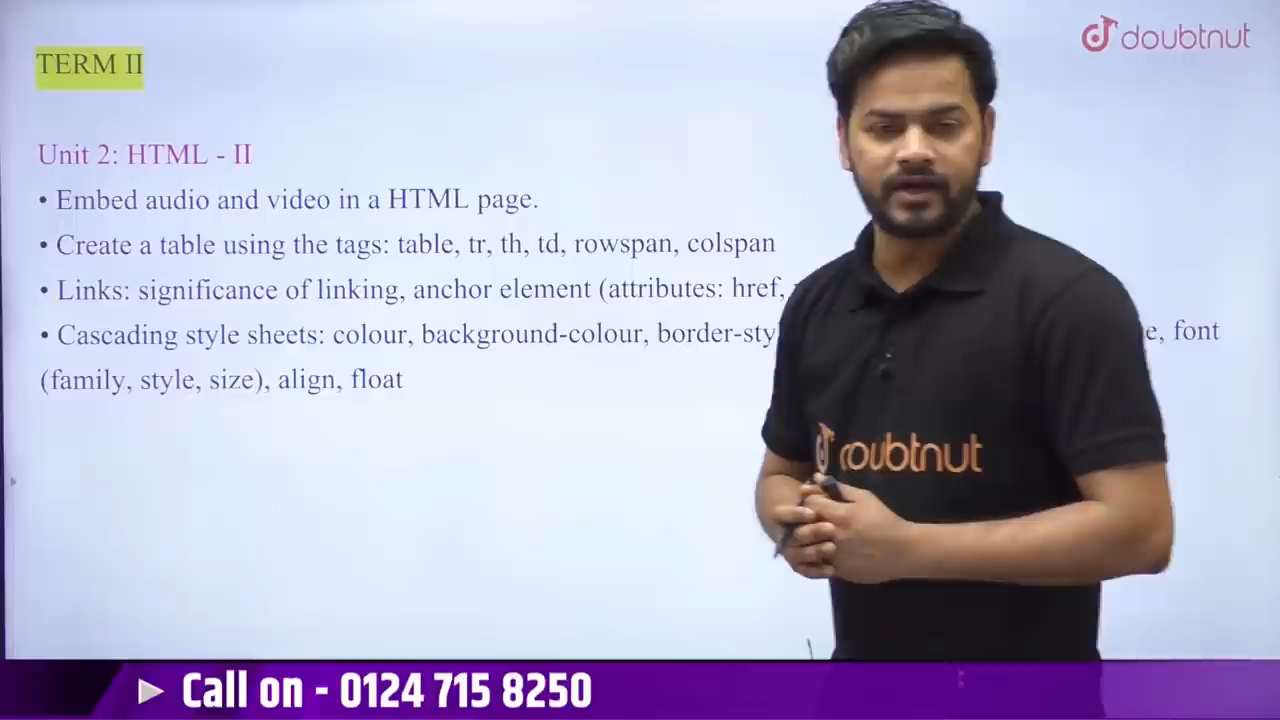 TERM II
doubtnut
Unit 2: HTML - II
• Embed audio and video in a HTML page.
• Create a table using the tags: table, tr, th, td, rowspan, colspan
• Links: significance of linking, anchor element (attributes: href,
• Cascading style sheets: colour, background-colour, border-sty e, font
(family, style, size), align, float
doubtnut
Call on - 0124 715 8250